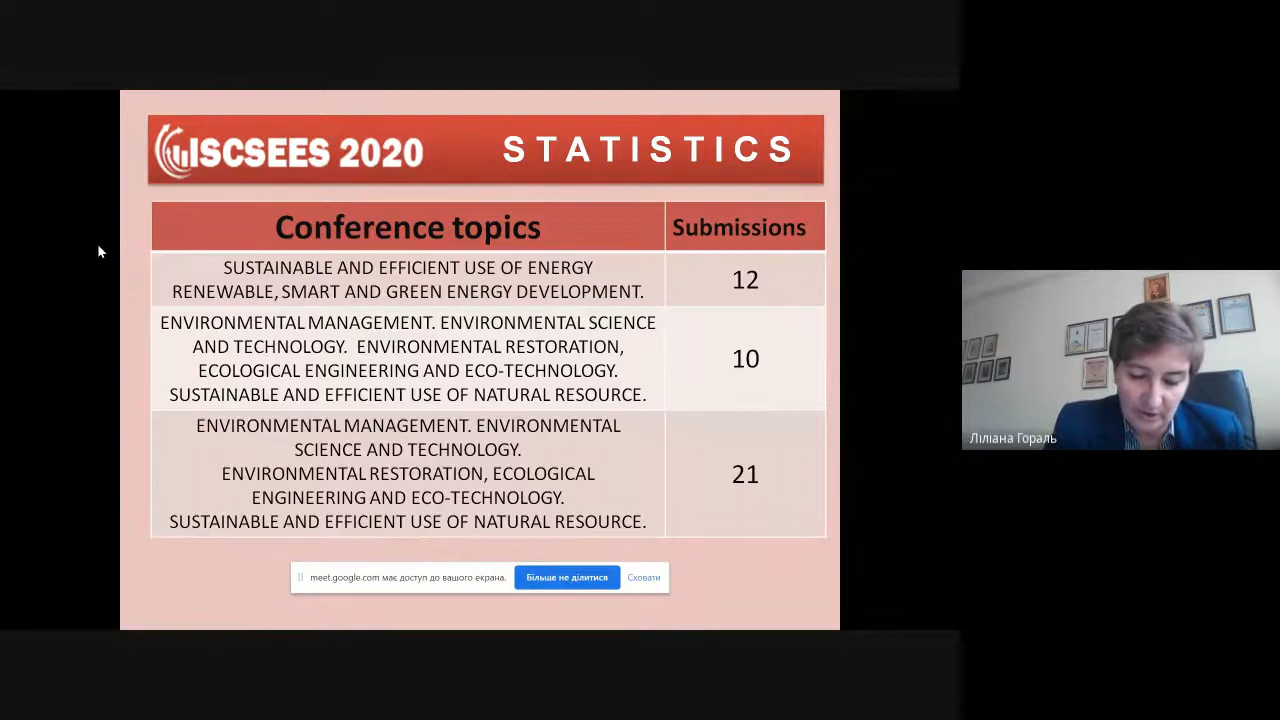 ISCSEES 2020
STATISTICS
Conference topics
Submissions
SUSTAINABLE AND EFFICIENT USE OF ENERGY
RENEWABLE, SMART AND GREEN ENERGY DEVELOPMENT.
12
ENVIRONMENTAL MANAGEMENT. ENVIRONMENTAL SCIENCE
AND TECHNOLOGY. ENVIRONMENTAL RESTORATION,
ECOLOGICAL ENGINEERING AND ECO-TECHNOLOGY.
SUSTAINABLE AND EFFICIENT USE OF NATURAL RESOURCE.
10
ENVIRONMENTAL MANAGEMENT. ENVIRONMENTAL
SCIENCE AND TECHNOLOGY.
ENVIRONMENTAL RESTORATION, ECOLOGICAL
ENGINEERING AND ECO-TECHNOLOGY.
SUSTAINABLE AND EFFICIENT USE OF NATURAL RESOURCE.
21
meet.google.com має доступ до вашого екрана.
Більше не ділитися
Сховати
Ліліана Гораль